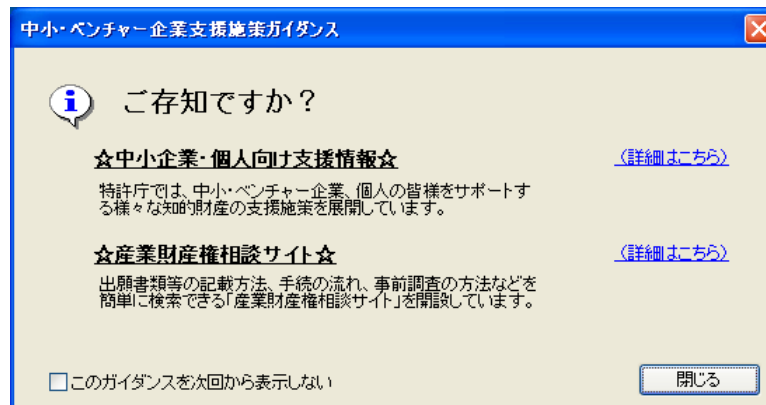 中小・ベンチャー企業支援施策ガイダンス
ご存知ですか？
☆中小企業・個人向け支援情報☆
（詳細はこちら）
特許庁では、中小・ベンチャー企業、個人の皆様をサポートす
る様々な知的財産の支援施策を展開しています。
☆産業財産権相談サイト☆
（詳細はこちら）
出願書類等の記載方法、手続の流れ、事前調査の方法などを
簡単に検索できる「産業財産権相談サイト」を開設しています。
このガイダンスを次回から表示しない
閉じる